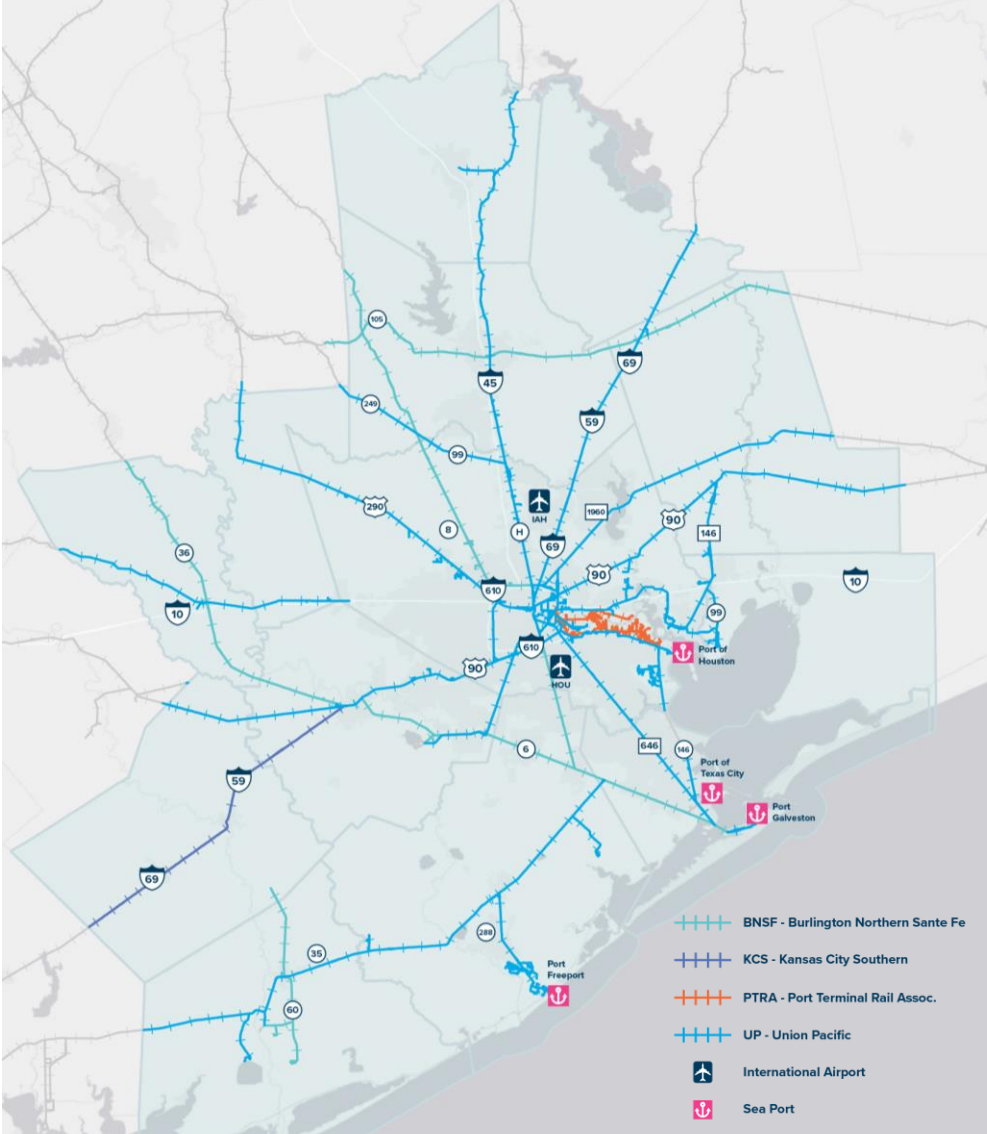 105
45
69
249
59
99
290
IAH
1960
90
8
H
146
36
69
90
10
610
10
99
610
Port of
Houston
90
HOU
6
646
146
Port of
Texas City
59
Port
Galveston
69
288
35
Port
Freeport
60
BNSF - Burlington Northern Sante Fe
KCS - Kansas City Southern
PTRA - Port Terminal Rail Assoc.
UP - Union Pacific
International Airport
Sea Port